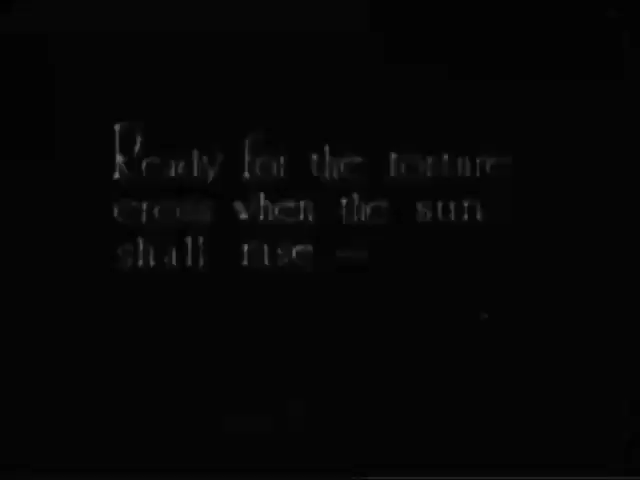 Ready for the torture
cross when the sun
shall rise —